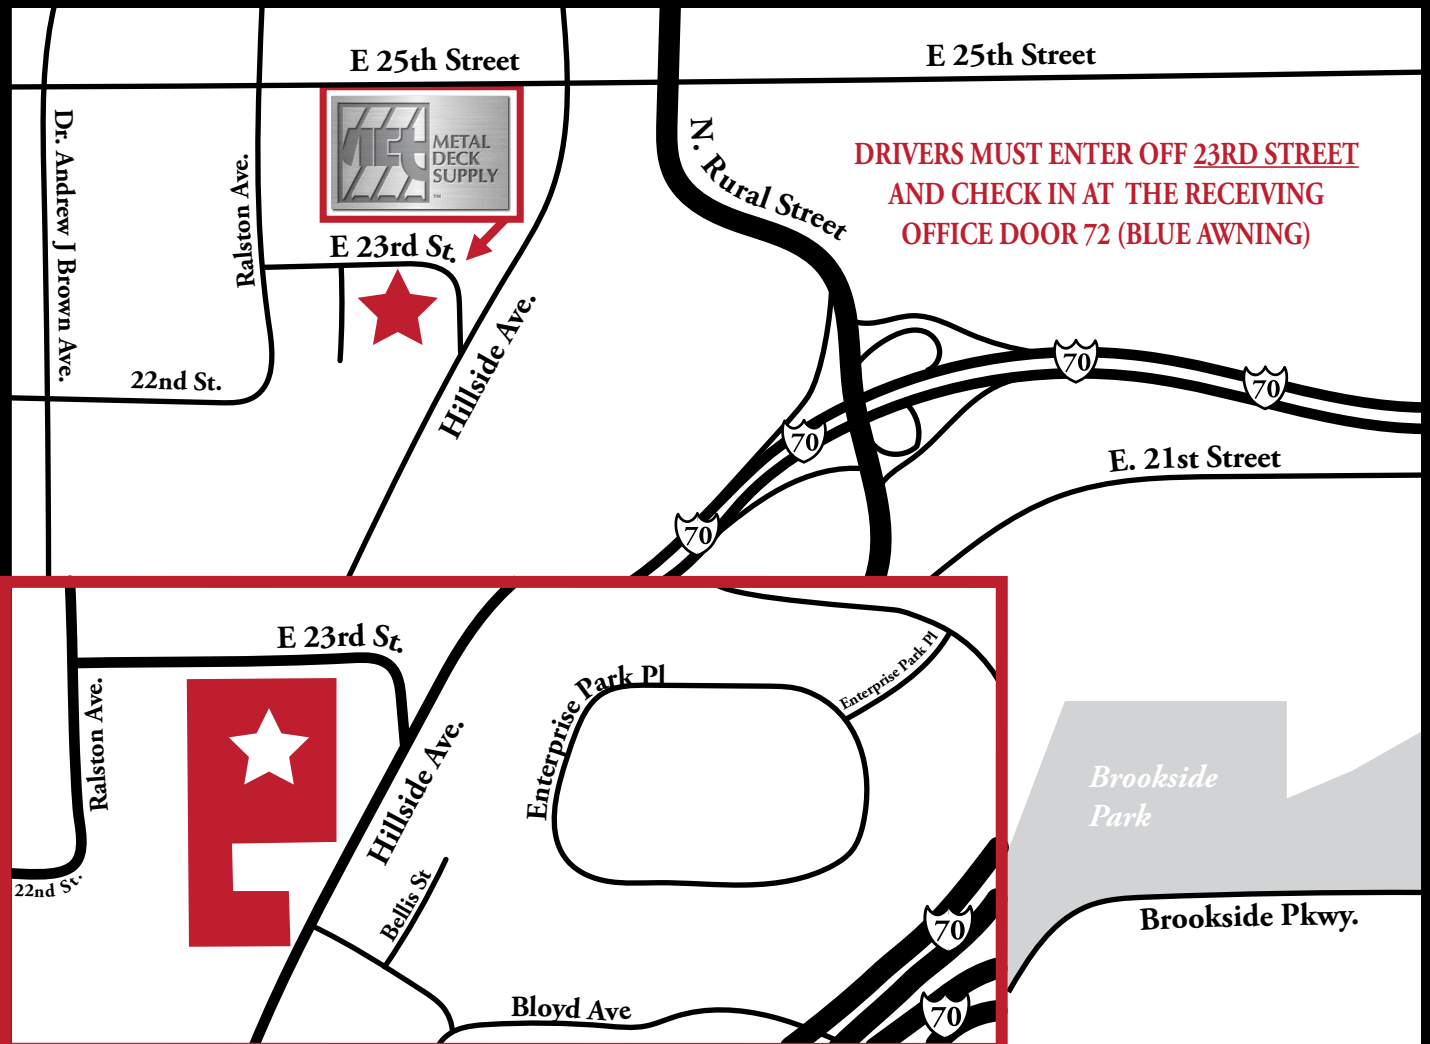 E 25th Street
E 25th Street
Dr. Andrew J Brown Ave.
Ralston Ave.
METAL
DECK
SUPPLY
™
N. Rural Street
DRIVERS MUST ENTER OFF 23RD STREET
AND CHECK IN AT THE RECEIVING
OFFICE DOOR 72 (BLUE AWNING)
E 23rd St.
Hillside Ave.
22nd St.
70
70
70
70
E. 21st Street
E 23rd St.
Ralston Ave.
22nd St.
Hillside Ave.
Enterprise Park Pl
Enterprise Park Pl
Bellis St
Bloyd Ave
70
70
Brookside
Park
Brookside Pkwy.